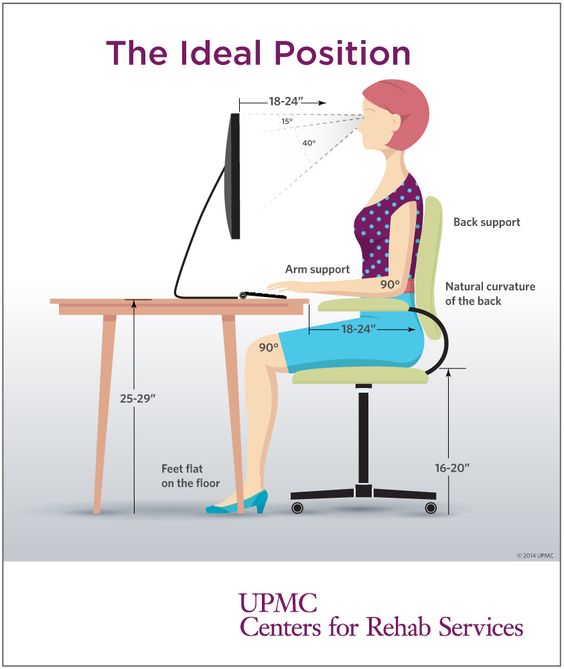 The Ideal Position
18-24"
15°
40°
Back support
Arm support
90°
Natural curvature
of the back
18-24"
90°
25-29"
16-20"
Feet flat
on the floor
© 2014 UPMC
UPMC
Centers for Rehab Services